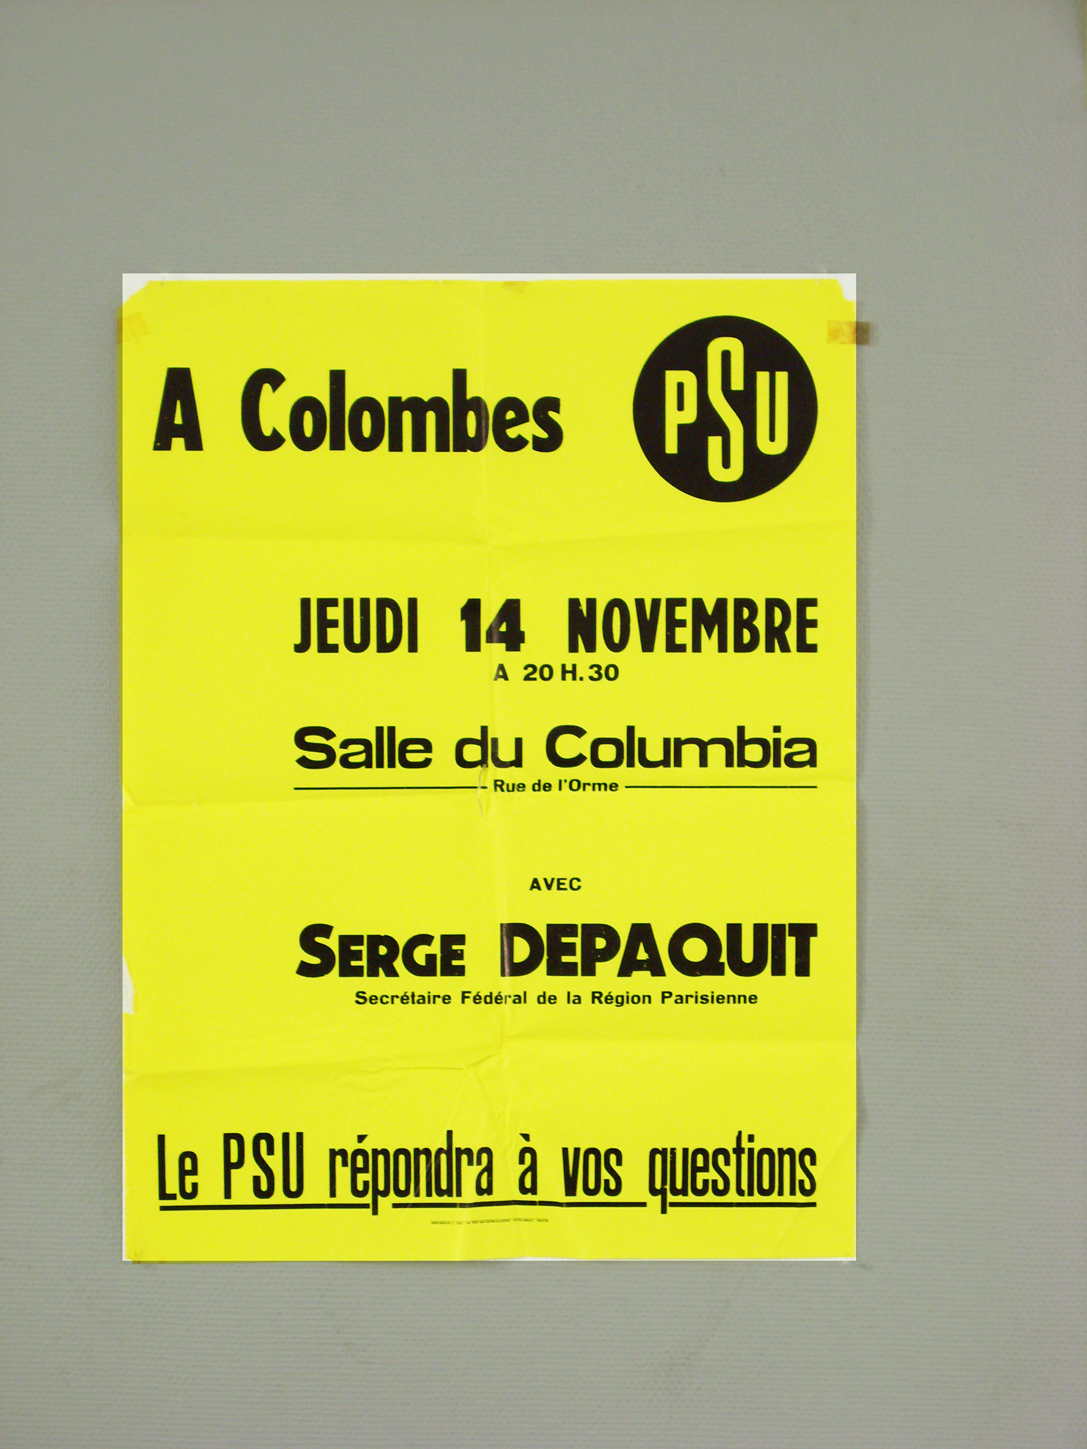 A Colombes
PSU
JEUDI 14 NOVEMBRE
A 20 H. 30
Salle du Columbia
Rue de l'Orme
AVEC
SERGE DEPAQUIT
Secrétaire Fédéral de la Région Parisienne
Le PSU répondra à vos questions